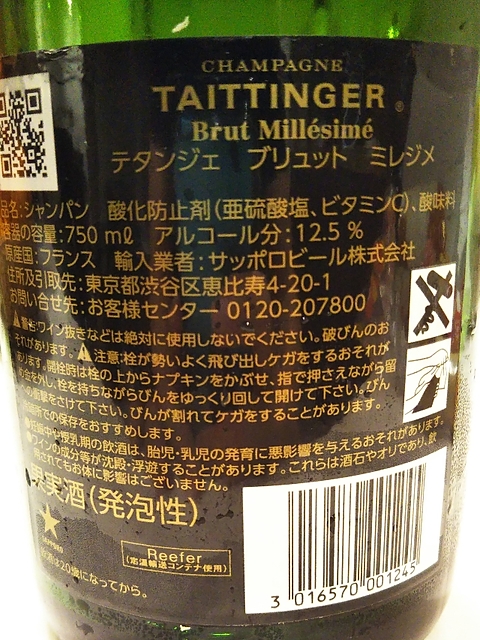 CHAMPAGNE
TAITTINGER®
Brut Millésimé
テタンジェ ブリュット ミレジメ
品名:シャンパン 酸化防止剤(亜硫酸塩、ビタミンC)、酸味料
容器の容量:750 mℓ アルコール分:12.5%
原産国:フランス 輸入業者:サッポロビール株式会社
住所及引取先:東京都渋谷区恵比寿4-20-1
お問い合せ先:お客様センター 0120-207800
⚠警告ワイン抜きなどは絶対に使用しないでください。破びんのお
それがあります。⚠注意:栓が勢いよく飛び出しケガをするおそれが
あります。開栓時は栓の上からナプキンをかぶせ、指で押さえながら留
め金を外し、栓を持ちながらびんをゆっくり回して開けて下さい。びん
への衝撃をさけて下さい。びんが割れてケガをすることがあります。
での保存をおすすめします。
●妊娠中や授乳期の飲酒は、胎児・乳児の発育に悪影響を与えるおそれがあります。
●ワインの成分等が沈殿・浮遊することがあります。これらは酒石やオリであり、飲
用されてもお体に影響はございません。
果実酒(発泡性)
SAPPORO
Reefer
(定温輸送コンテナ使用)
飲酒は20歳になってから。
3 016570 001245